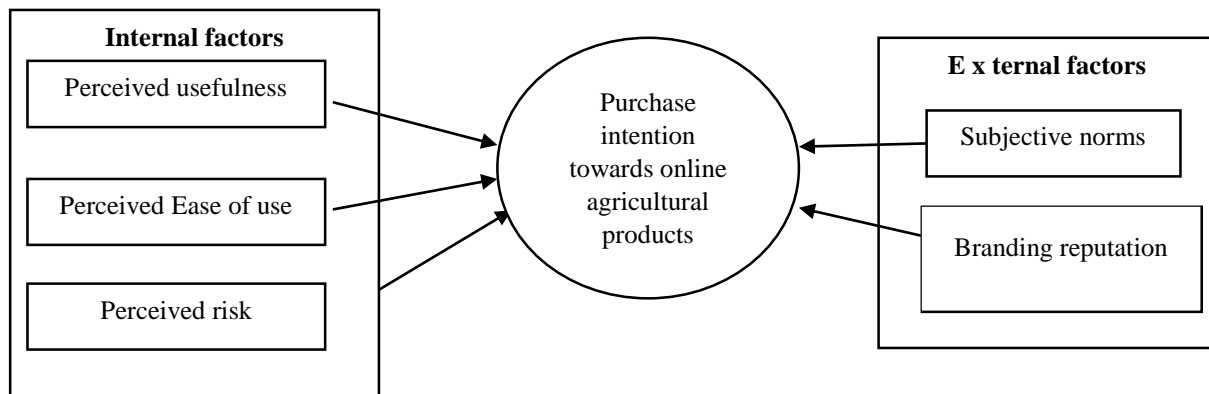 Internal factors
Perceived usefulness
Perceived Ease of use
Perceived risk
Purchase
intention
towards online
agricultural
products
E x ternal factors
Subjective norms
Branding reputation